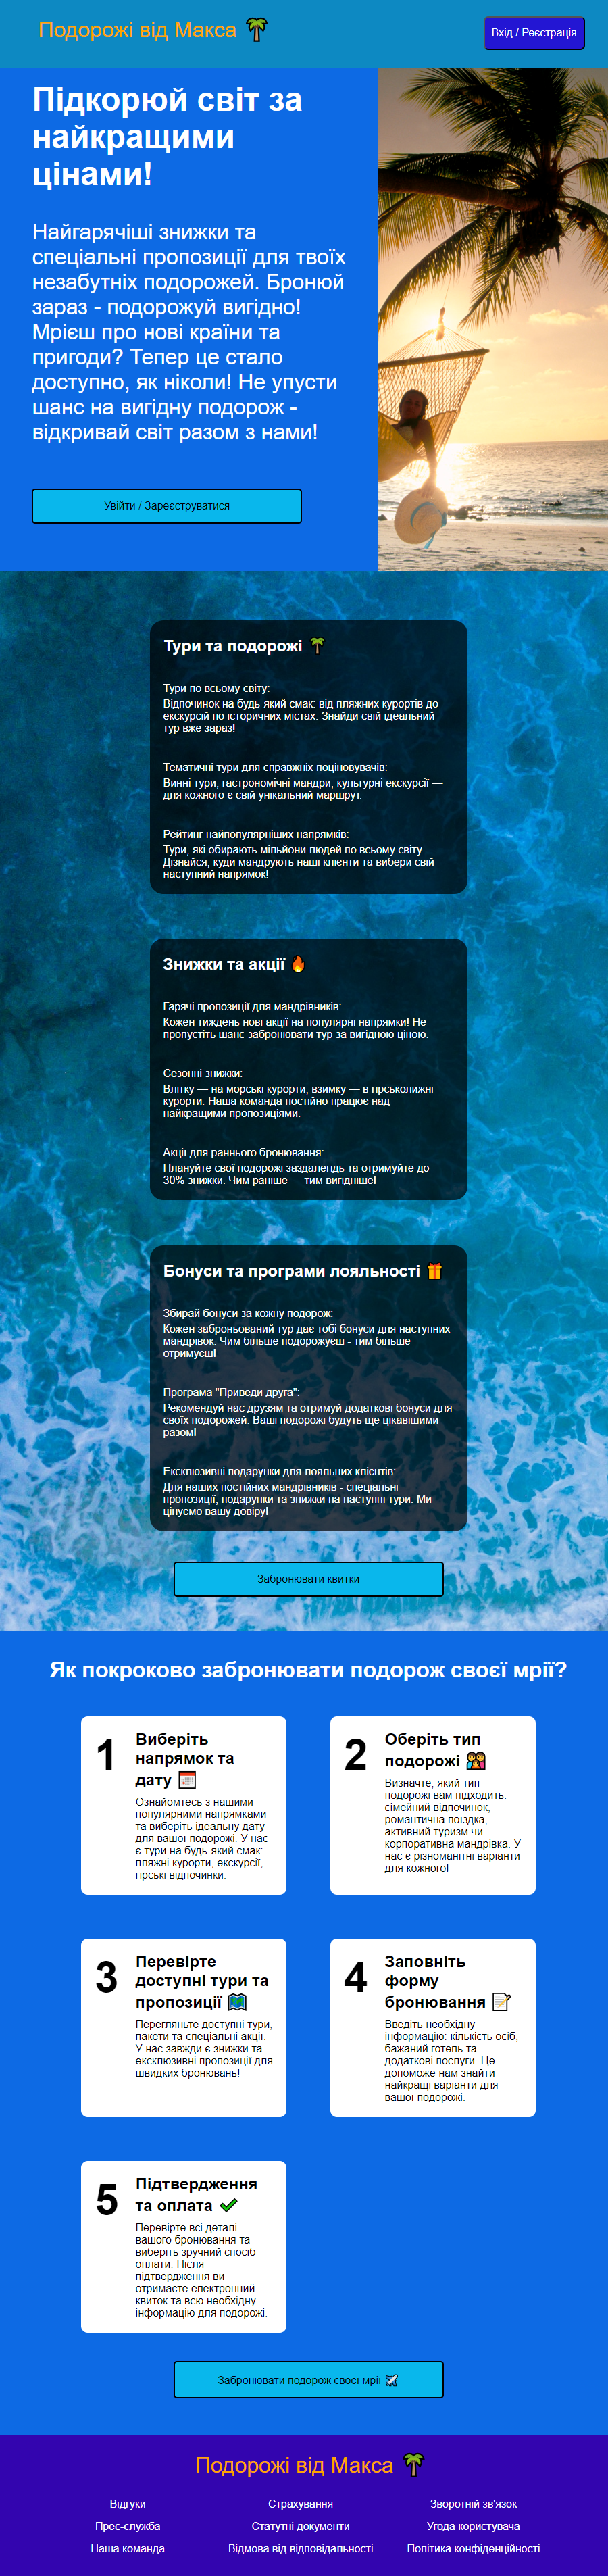 Подорожі від Макса 🌴
Вхід / Реєстрація
Підкорюй світ за
найкращими
цінами!
Найгарячіші знижки та
спеціальні пропозиції для твоїх
незабутніх подорожей. Бронюй
зараз - подорожуй вигідно!
Мрієш про нові країни та
пригоди? Тепер це стало
доступно, як ніколи! Не упусти
шанс на вигідну подорож -
відкривай світ разом з нами!
Увійти / Зареєструватися
Тури та подорожі 🌴
Тури по всьому світу:
Відпочинок на будь-який смак: від пляжних курортів до
екскурсій по історичних містах. Знайди свій ідеальний
тур вже зараз!
Тематичні тури для справжніх поціновувачів:
Винні тури, гастрономічні мандри, культурні екскурсії —
для кожного є свій унікальний маршрут.
Рейтинг найпопулярніших напрямків:
Тури, які обирають мільйони людей по всьому світу.
Дізнайся, куди мандрують наші клієнти та вибери свій
наступний напрямок!
Знижки та акції 🔥
Гарячі пропозиції для мандрівників:
Кожен тиждень нові акції на популярні напрямки! Не
пропустіть шанс забронювати тур за вигідною ціною.
Сезонні знижки:
Влітку — на морські курорти, взимку — в гірськолижні
курорти. Наша команда постійно працює над
найкращими пропозиціями.
Акції для раннього бронювання:
Плануйте свої подорожі заздалегідь та отримуйте до
30% знижки. Чим раніше — тим вигідніше!
Бонуси та програми лояльності 🎁
Збирай бонуси за кожну подорож:
Кожен заброньований тур дає тобі бонуси для наступних
мандрівок. Чим більше подорожуєш - тим більше
отримуєш!
Програма "Приведи друга":
Рекомендуй нас друзям та отримуй додаткові бонуси для
своїх подорожей. Ваші подорожі будуть ще цікавішими
разом!
Ексклюзивні подарунки для лояльних клієнтів:
Для наших постійних мандрівників - спеціальні
пропозиції, подарунки та знижки на наступні тури. Ми
цінуємо вашу довіру!
Забронювати квитки
Як покроково забронювати подорож своєї мрії?
1
Виберіть
напрямок та
дату 📅
Ознайомтесь з нашими
популярними напрямками
та виберіть ідеальну дату
для вашої подорожі. У нас
є тури на будь-який смак:
пляжні курорти, екскурсії,
гірські відпочинки.
2
Оберіть тип
подорожі 👨‍👩‍👧
Визначте, який тип
подорожі вам підходить:
сімейний відпочинок,
романтична поїздка,
активний туризм чи
корпоративна мандрівка. У
нас є різноманітні варіанти
для кожного!
3
Перевірте
доступні тури та
пропозиції 🗺️
Перегляньте доступні тури,
пакети та спеціальні акції.
У нас завжди є знижки та
ексклюзивні пропозиції для
швидких бронювань!
4
Заповніть
форму
бронювання 📝
Введіть необхідну
інформацію: кількість осіб,
бажаний готель та
додаткові послуги. Це
допоможе нам знайти
найкращі варіанти для
вашої подорожі.
5
Підтвердження
та оплата ✔️
Перевірте всі деталі
вашого бронювання та
виберіть зручний спосіб
оплати. Після
підтвердження ви
отримаєте електронний
квиток та всю необхідну
інформацію для подорожі.
Забронювати подорож своєї мрії ✈️
Подорожі від Макса 🌴
Відгуки
Страхування
Зворотній зв'язок
Прес-служба
Статутні документи
Угода користувача
Наша команда
Відмова від відповідальності
Політика конфіденційності